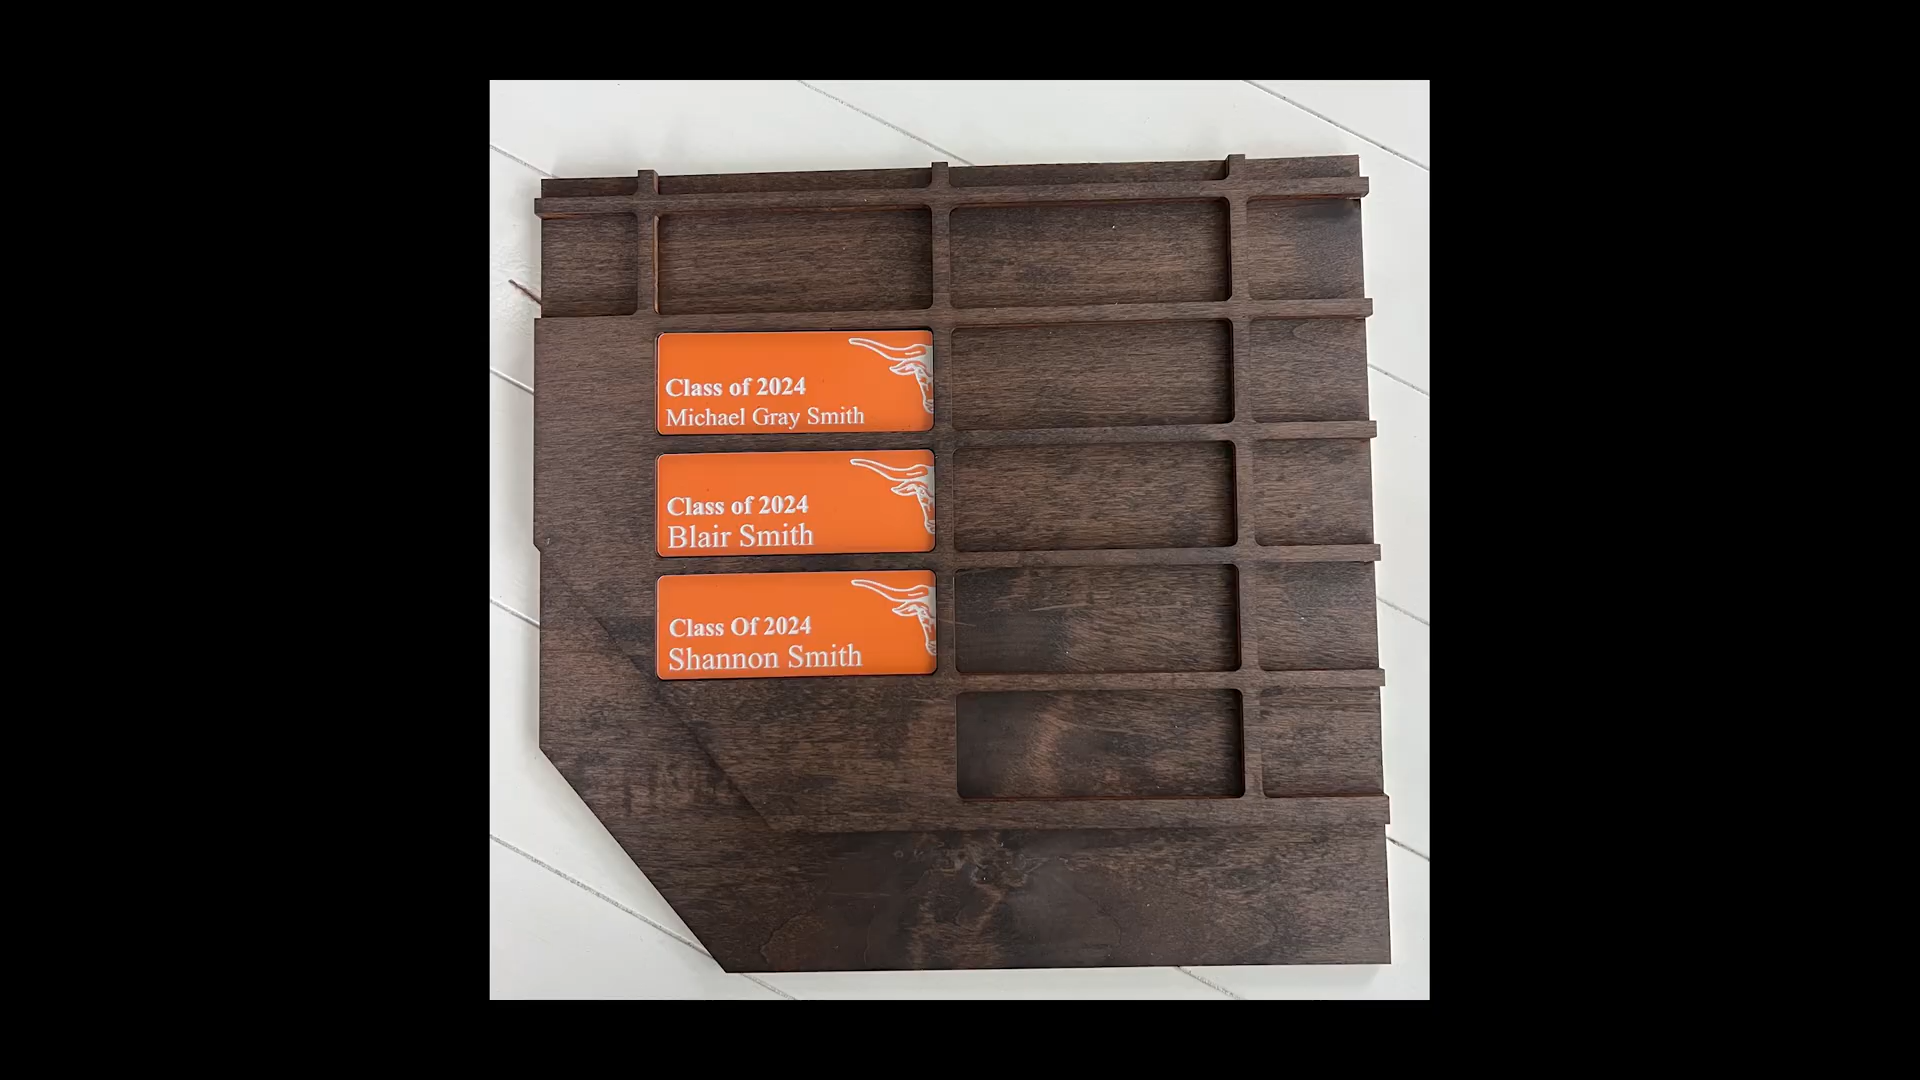 Class of 2024
Michael Gray Smith
Class of 2024
Blair Smith
Class Of 2024
Shannon Smith